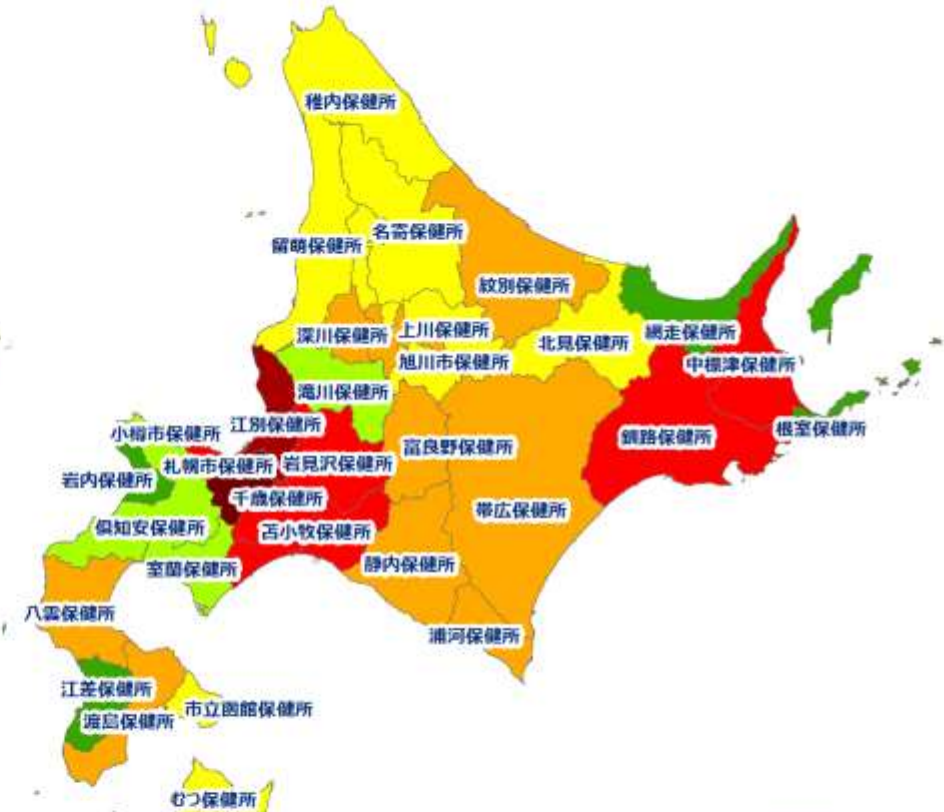 稚内保健所
名寄保健所
留萌保健所
紋別保健所
深川保健所
上川保健所
網走保健所
北見保健所
旭川市保健所
中標津保健所
滝川保健所
江別保健所
小樽市保健所
根室保健所
釧路保健所
富良野保健所
札幌市保健所
岩見沢保健所
岩内保健所
千歳保健所
帯広保健所
倶知安保健所
苫小牧保健所
静内保健所
室蘭保健所
八雲保健所
浦河保健所
江差保健所
市立函館保健所
渡島保健所
むつ保健所